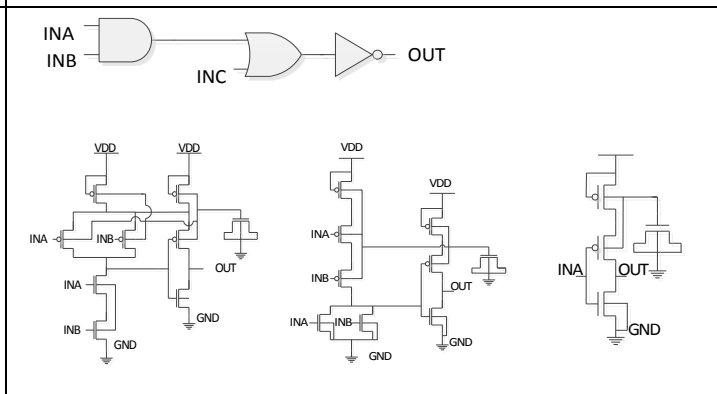 INA
INB
INC
OUT
VDD VDD
INA INB
OUT
INA
INB
GND
GND
VDD
VDD
INA
INB
OUT
INA INB
GND
GND
INA OUT
GND